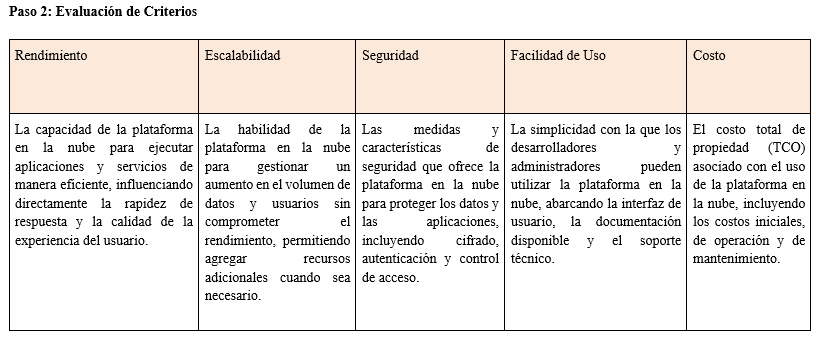 Paso 2: Evaluación de Criterios
Rendimiento
Escalabilidad
Seguridad
Facilidad de Uso
Costo
La capacidad de la plataforma
en la nube para ejecutar
aplicaciones y servicios de
manera eficiente, influenciando
directamente la rapidez de
respuesta y la calidad de la
experiencia del usuario.
La habilidad de la
plataforma en la nube
para gestionar un
aumento en el volumen de
datos y usuarios sin
comprometer el
rendimiento, permitiendo
agregar recursos
adicionales cuando sea
necesario.
Las medidas y
características de
seguridad que ofrece la
plataforma en la nube
para proteger los datos y
las aplicaciones,
incluyendo cifrado,
autenticación y control
de acceso.
La simplicidad con la que los
desarrolladores y
administradores pueden
utilizar la plataforma en la
nube, abarcando la interfaz de
usuario, la documentación
disponible y el soporte
técnico.
El costo total de
propiedad (TCO)
asociado con el uso
de la plataforma en
la nube, incluyendo
los costos iniciales,
de operación y de
mantenimiento.